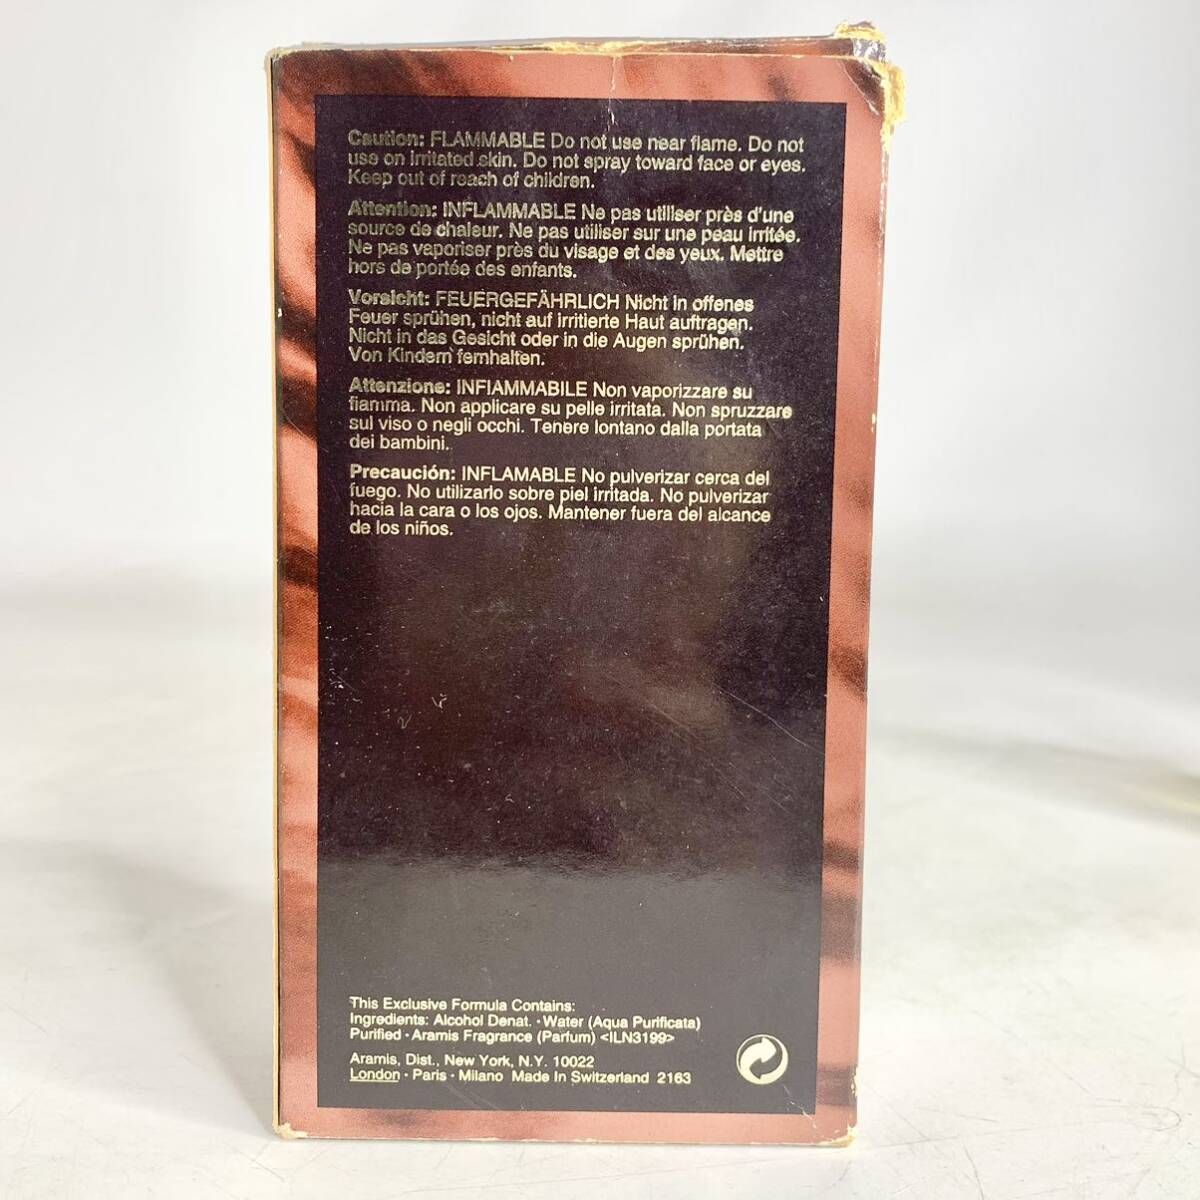 Caution: FLAMMABLE Do not use near flame. Do not
use on irritated skin. Do not spray toward face or eyes.
Keep out of reach of children.
Attention: INFLAMMABLE Ne pas utiliser près d'une
source de chaleur. Ne pas utiliser sur une peau irritée.
Ne pas vaporiser près du visage et des yeux. Mettre
hors de portée des enfants.
Vorsicht: FEUERGEFÄHRLICH Nicht in offenes
Feuer sprühen, nicht auf irritierte Haut auftragen.
Nicht in das Gesicht oder in die Augen sprühen.
Von Kindern fernhalten.
Attenzione: INFIAMMABILE Non vaporizzare su
fiamma. Non applicare su pelle irritata. Non spruzzare
sul viso o negli occhi. Tenere lontano dalla portata
dei bambini.
Precaución: INFLAMABLE No pulverizar cerca del
fuego. No utilizarlo sobre piel irritada. No pulverizar
hacia la cara o los ojos. Mantener fuera del alcance
de los niños.
This Exclusive Formula Contains:
Ingredients: Alcohol Denat. · Water (Aqua Purificata)
Purified · Aramis Fragrance (Parfum) <ILN3199>
Aramis, Dist., New York, N.Y. 10022
London · Paris · Milano Made In Switzerland 2163